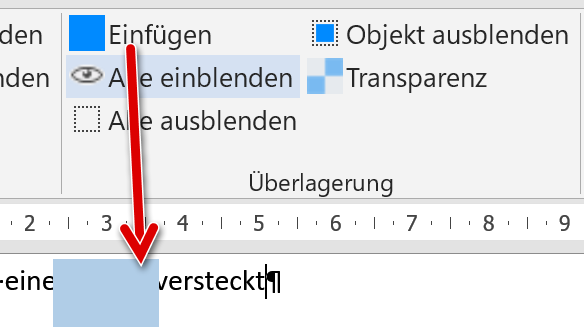 den Einfügen Objekt ausblenden
nden Alle einblenden Transparenz
Alle ausblenden
Überlagerung
2 3 4 5 6 7 8 9
-eine versteckt¶